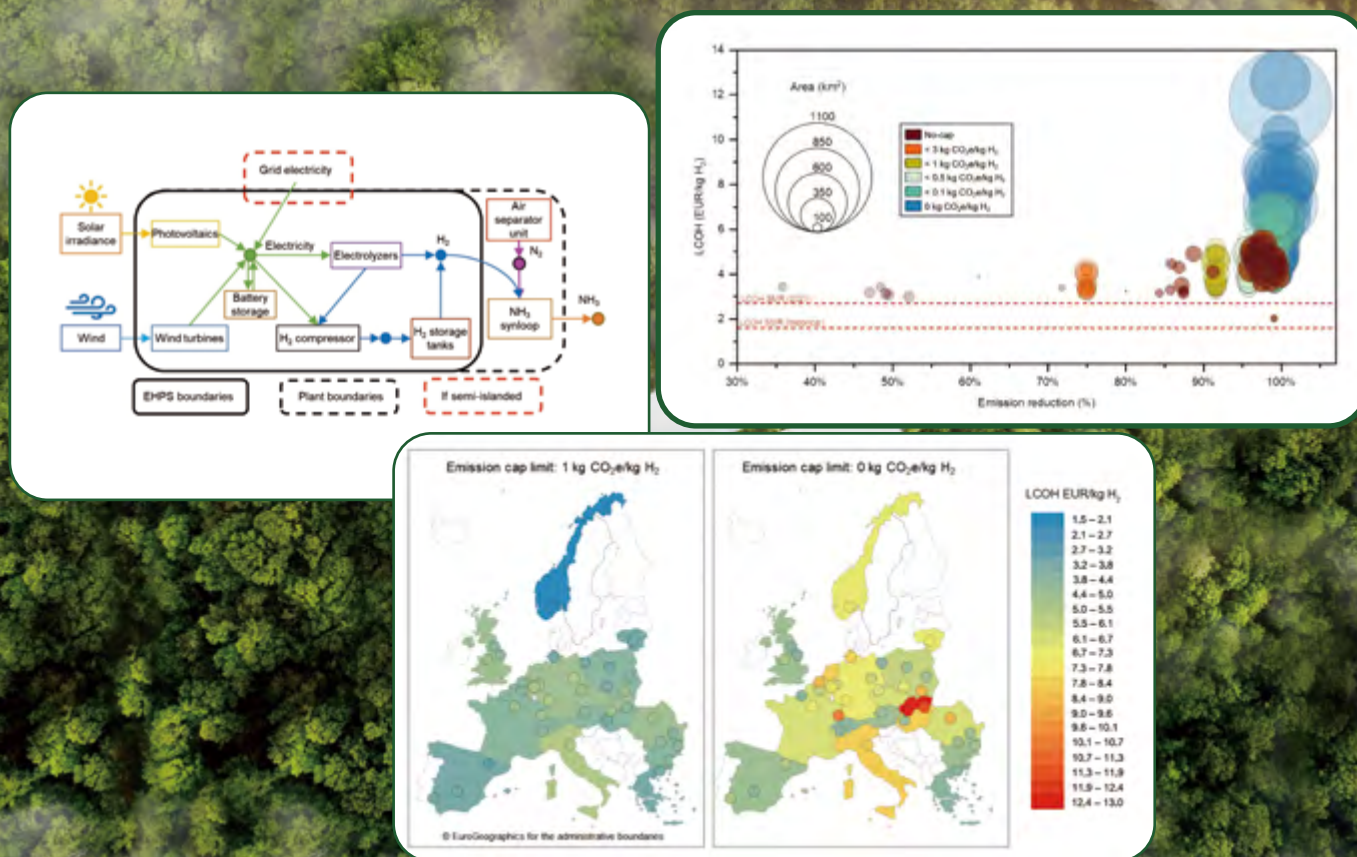 Grid electricity
Solar
irradiance
Photovoltaics
Electricity
Electrolyzers
H₂
Air
separator
unit
N₂
Battery
storage
Wind
Wind turbines
H₂ compressor
H₂ storage
tanks
NH₃
synloop
NH₃
EHPS boundaries
Plant boundaries
If semi-islanded
LCOH (EUR/kg H₂)
14
12
10
8
6
4
2
0
30%
40%
50%
60%
70%
80%
90%
100%
Emission reduction (%)
Area (km²)
1100
850
600
350
100
No-cap
< 3 kg CO₂e/kg H₂
< 1 kg CO₂e/kg H₂
< 0.5 kg CO₂e/kg H₂
< 0.1 kg CO₂e/kg H₂
0 kg CO₂e/kg H₂
LCOH SMR
LCOH SMR
Emission cap limit: 1 kg CO₂e/kg H₂
Emission cap limit: 0 kg CO₂e/kg H₂
© EuroGeographics for the administrative boundaries
LCOH EUR/kg H₂
1.5 – 2.1
2.1 – 2.7
2.7 – 3.2
3.2 – 3.8
3.8 – 4.4
4.4 – 5.0
5.0 – 5.5
5.5 – 6.1
6.1 – 6.7
6.7 – 7.3
7.3 – 7.8
7.8 – 8.4
8.4 – 9.0
9.0 – 9.6
9.6 – 10.1
10.1 – 10.7
10.7 – 11.3
11.3 – 11.9
11.9 – 12.4
12.4 – 13.0